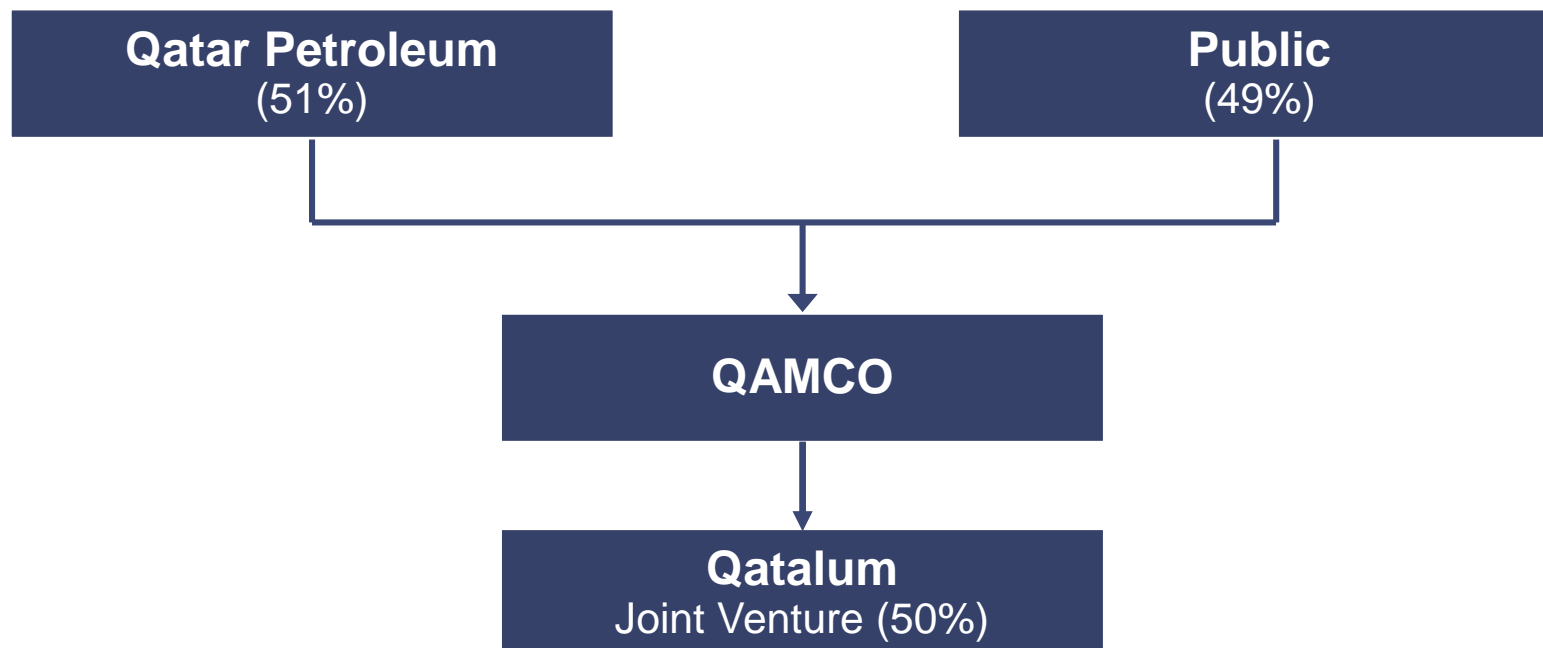 Qatar Petroleum
(51%)
Public
(49%)
QAMCO
Qatalum
Joint Venture (50%)